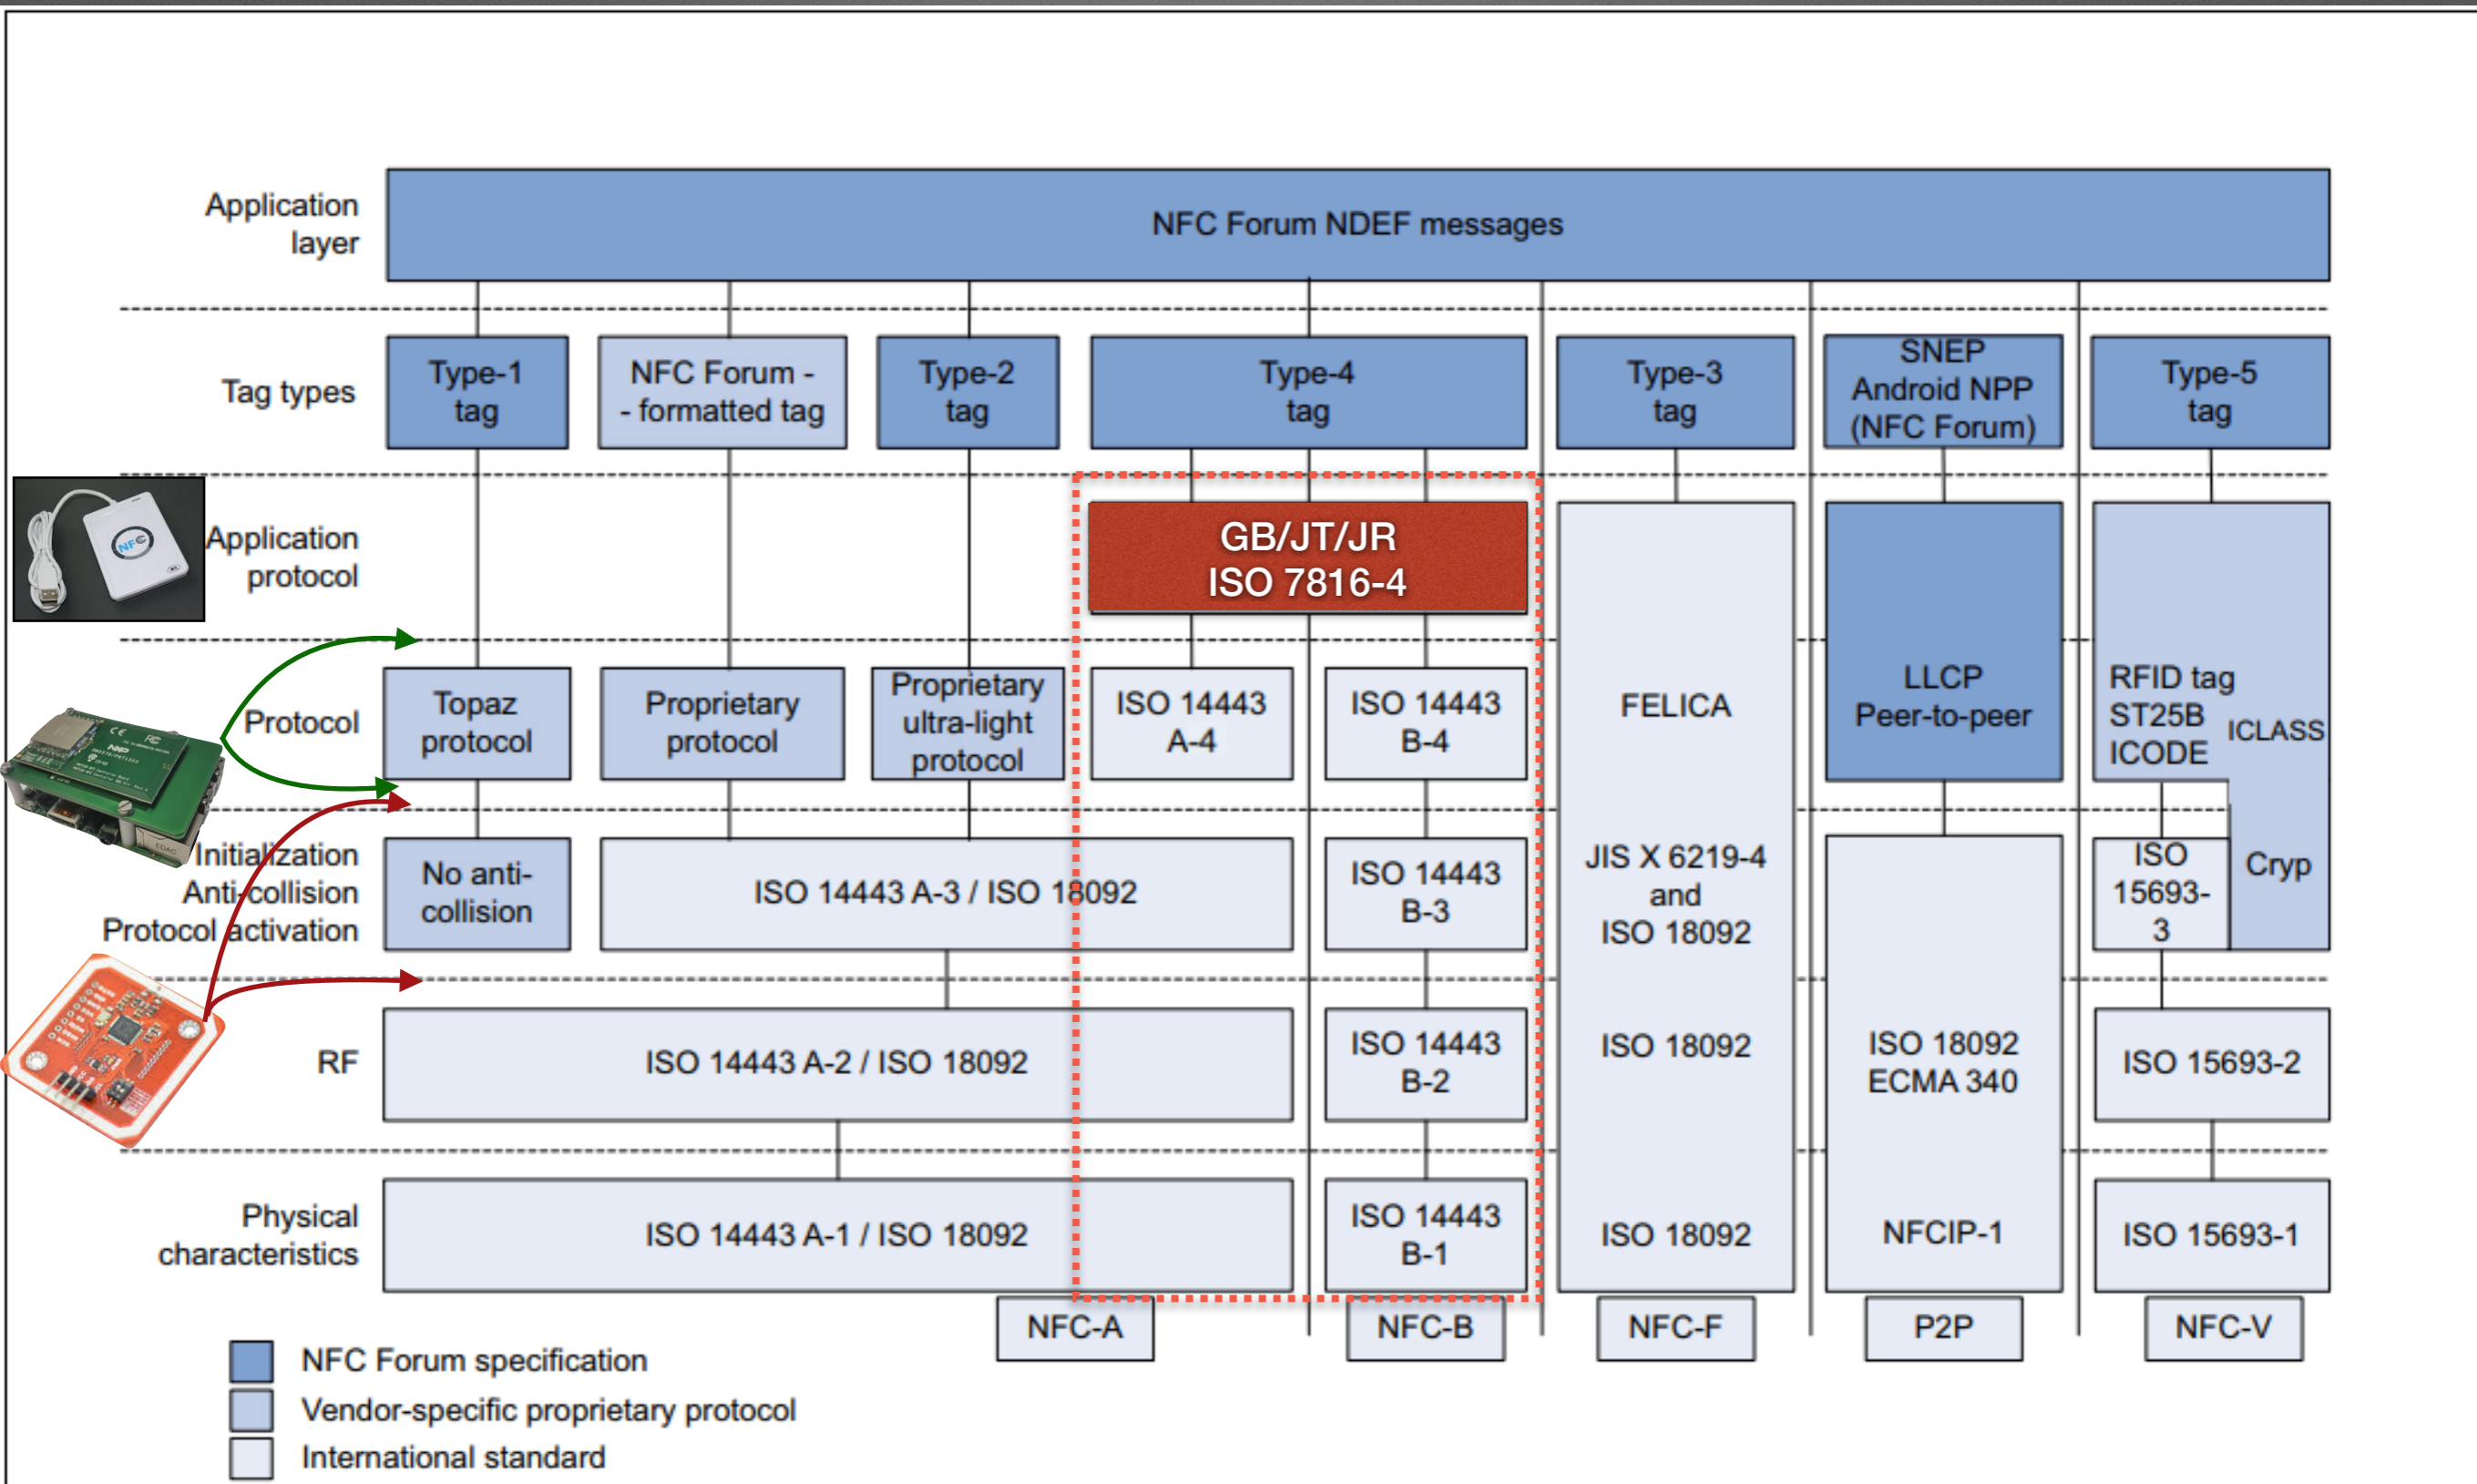 Application
layer
NFC Forum NDEF messages
Tag types
Type-1
tag
NFC Forum -
- formatted tag
Type-2
tag
Type-4
tag
Type-3
tag
SNEP
Android NPP
(NFC Forum)
Type-5
tag
NFC
Application
protocol
GB/JT/JR
ISO 7816-4
Protocol
Topaz
protocol
Proprietary
protocol
Proprietary
ultra-light
protocol
ISO 14443
A-4
ISO 14443
B-4
FELICA
LLCP
Peer-to-peer
RFID tag
ST25B
ICODE
ICLASS
NXP
EDAC
Initialization
Anti-collision
Protocol activation
No anti-
collision
ISO 14443 A-3 / ISO 18092
ISO 14443
B-3
JIS X 6219-4
and
ISO 18092
ISO
15693-
3
Cryp
RF
ISO 14443 A-2 / ISO 18092
ISO 14443
B-2
ISO 18092
ISO 18092
ECMA 340
ISO 15693-2
Physical
characteristics
ISO 14443 A-1 / ISO 18092
ISO 14443
B-1
ISO 18092
NFCIP-1
ISO 15693-1
NFC-A
NFC-B
NFC-F
P2P
NFC-V
NFC Forum specification
Vendor-specific proprietary protocol
International standard